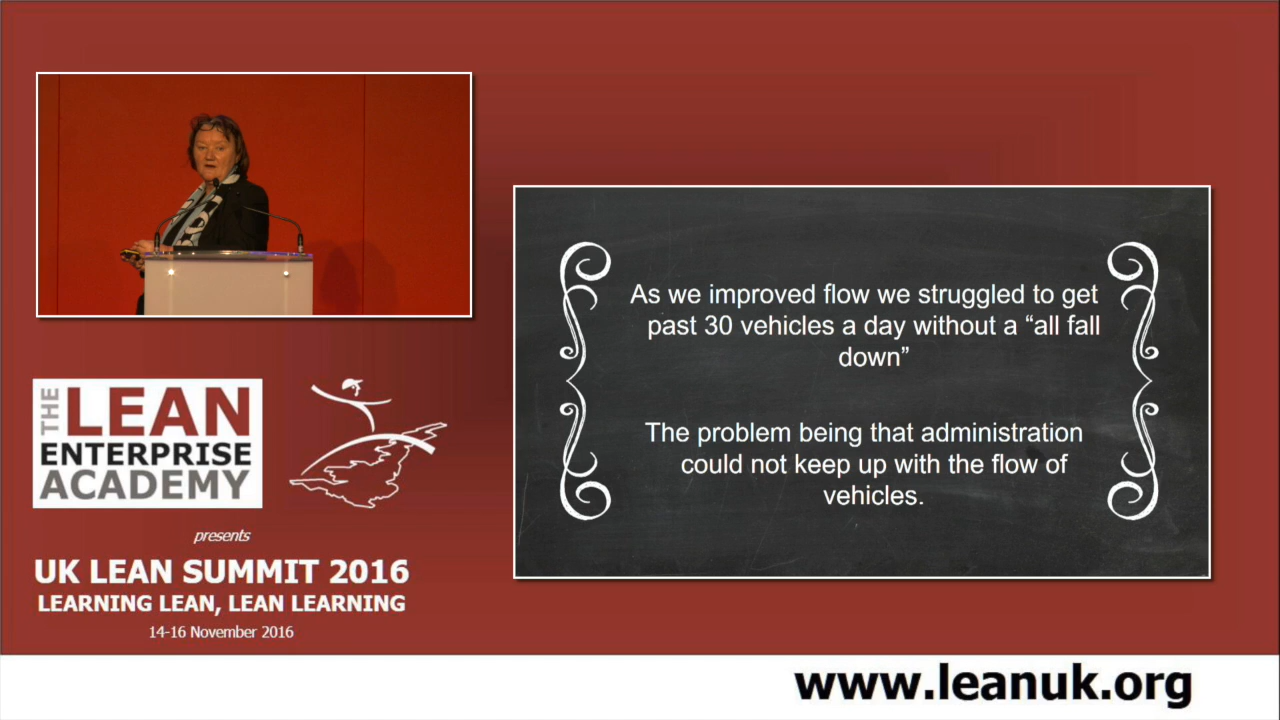 THE
LEAN
ENTERPRISE
ACADEMY
presents
UK LEAN SUMMIT 2016
LEARNING LEAN, LEAN LEARNING
14-16 November 2016
As we improved flow we struggled to get
past 30 vehicles a day without a “all fall
down”
The problem being that administration
could not keep up with the flow of
vehicles.
www.leanuk.org